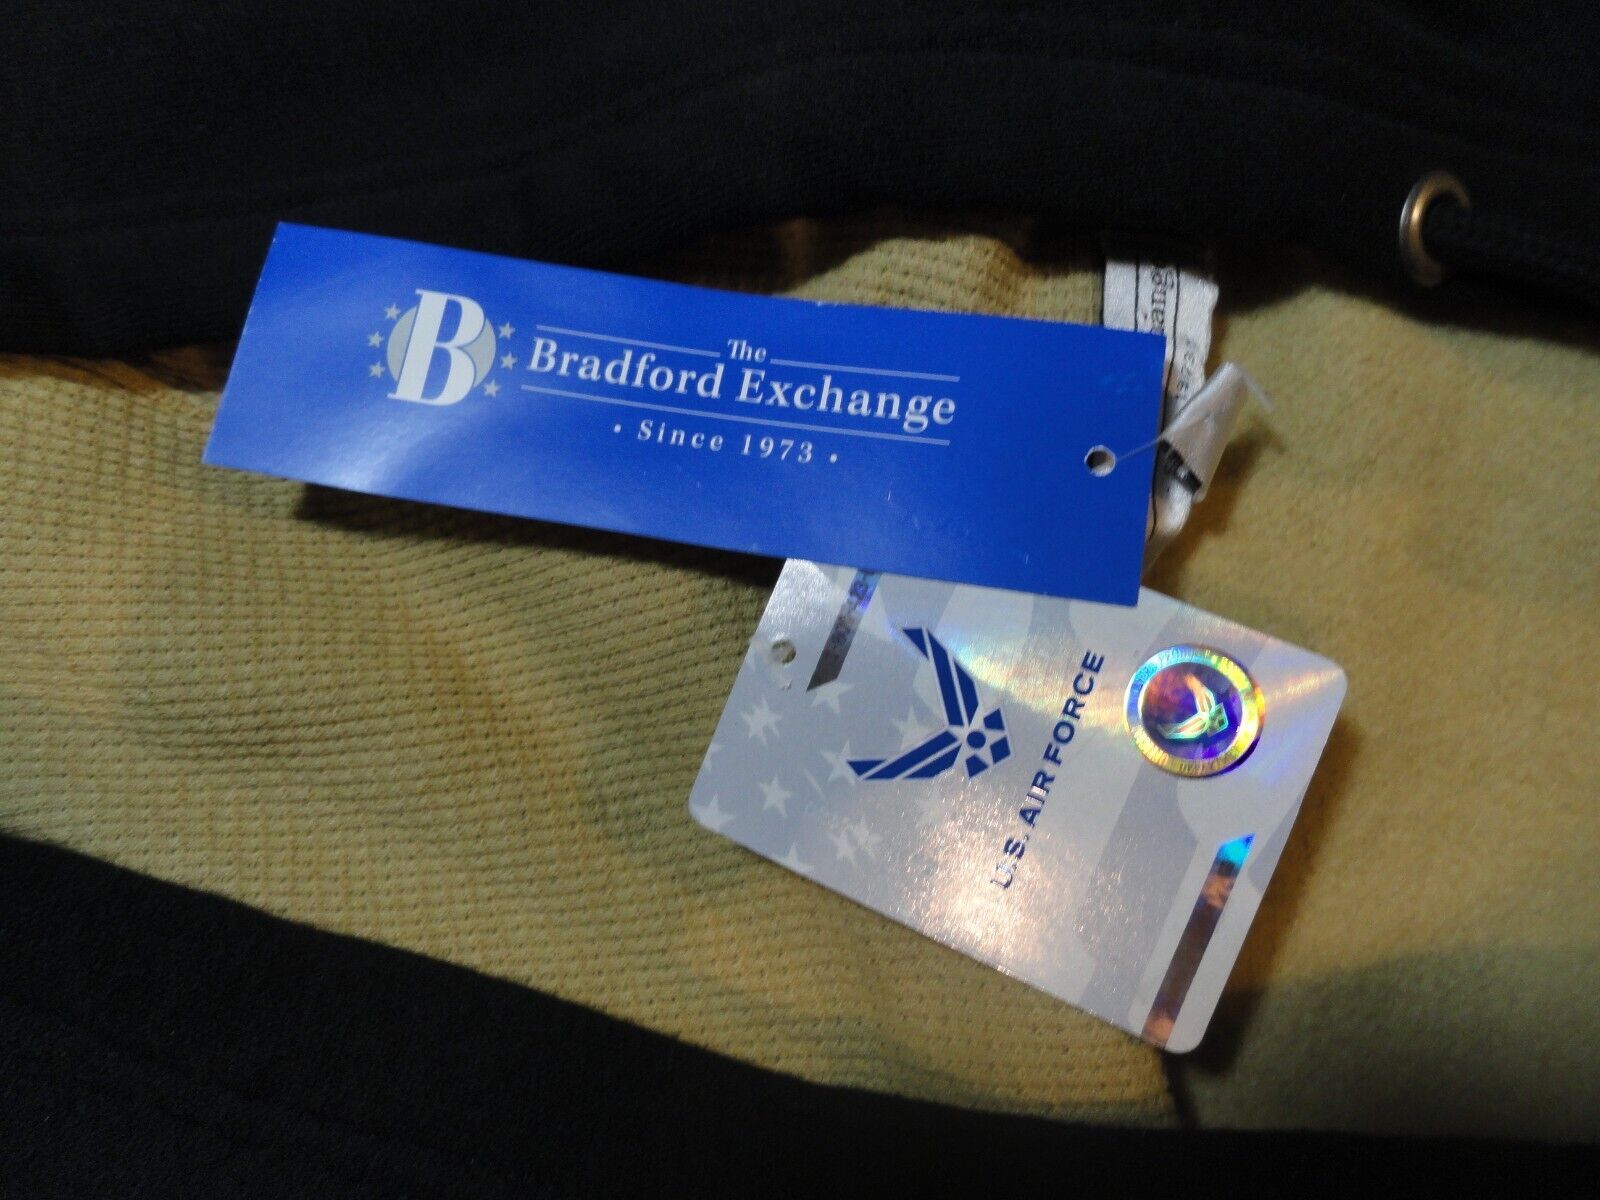 B
The
Bradford Exchange
• Since 1973 •
U.S. AIR FORCE